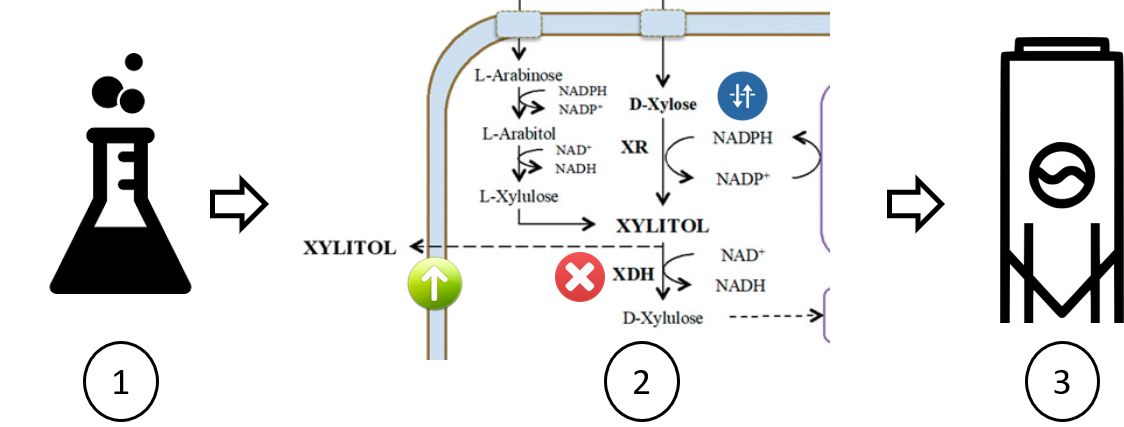 L-Arabinose
NADPH
NADP⁺
L-Arabitol
NAD⁺
NADH
L-Xylulose
D-Xylose
XR
NADPH
NADP⁺
XYLITOL
XYLITOL
XDH
NAD⁺
NADH
D-Xylulose
1
2
3